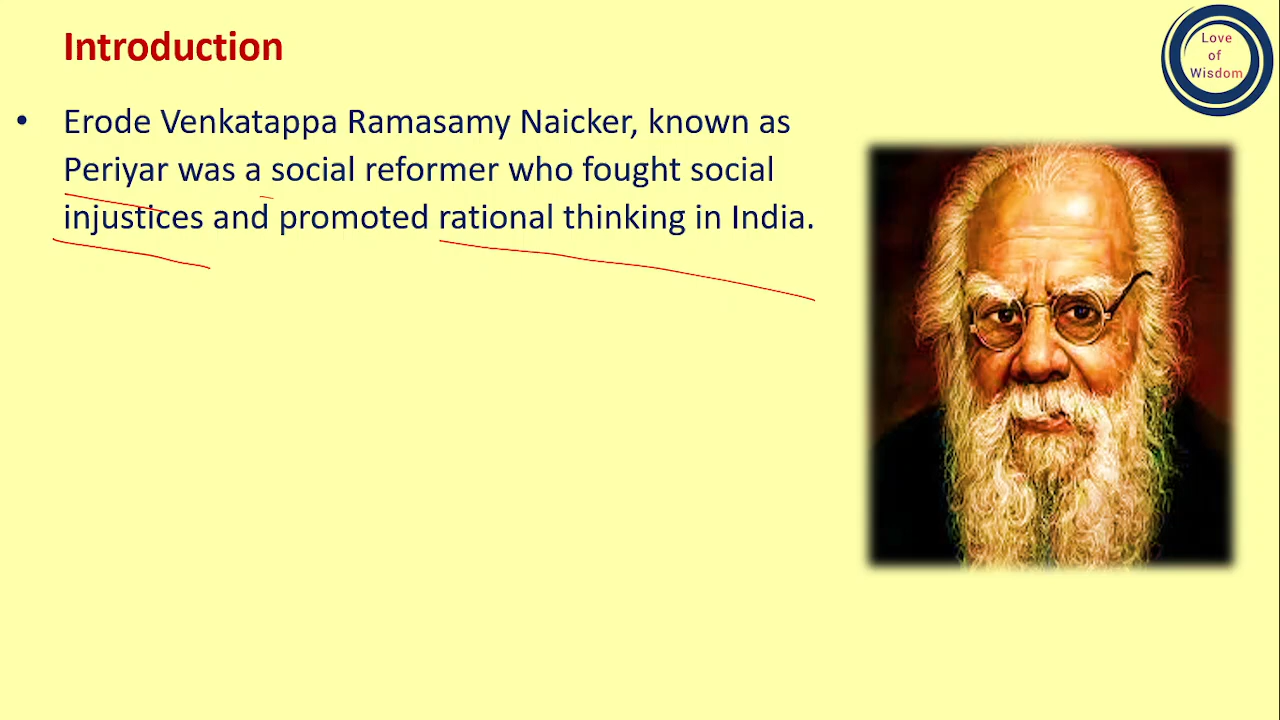 Introduction
Love
of
Wisdom
• Erode Venkatappa Ramasamy Naicker, known as
Periyar was a social reformer who fought social
injustices and promoted rational thinking in India.